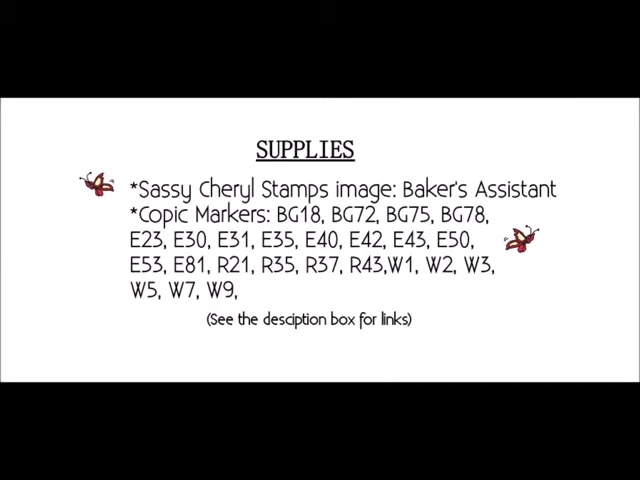 SUPPLIES
*Sassy Cheryl Stamps image: Baker's Assistant
*Copic Markers: BG18, BG72, BG75, BG78,
E23, E30, E31, E35, E40, E42, E43, E50,
E53, E81, R21, R35, R37, R43,W1, W2, W3,
W5, W7, W9,
(See the desciption box for links)